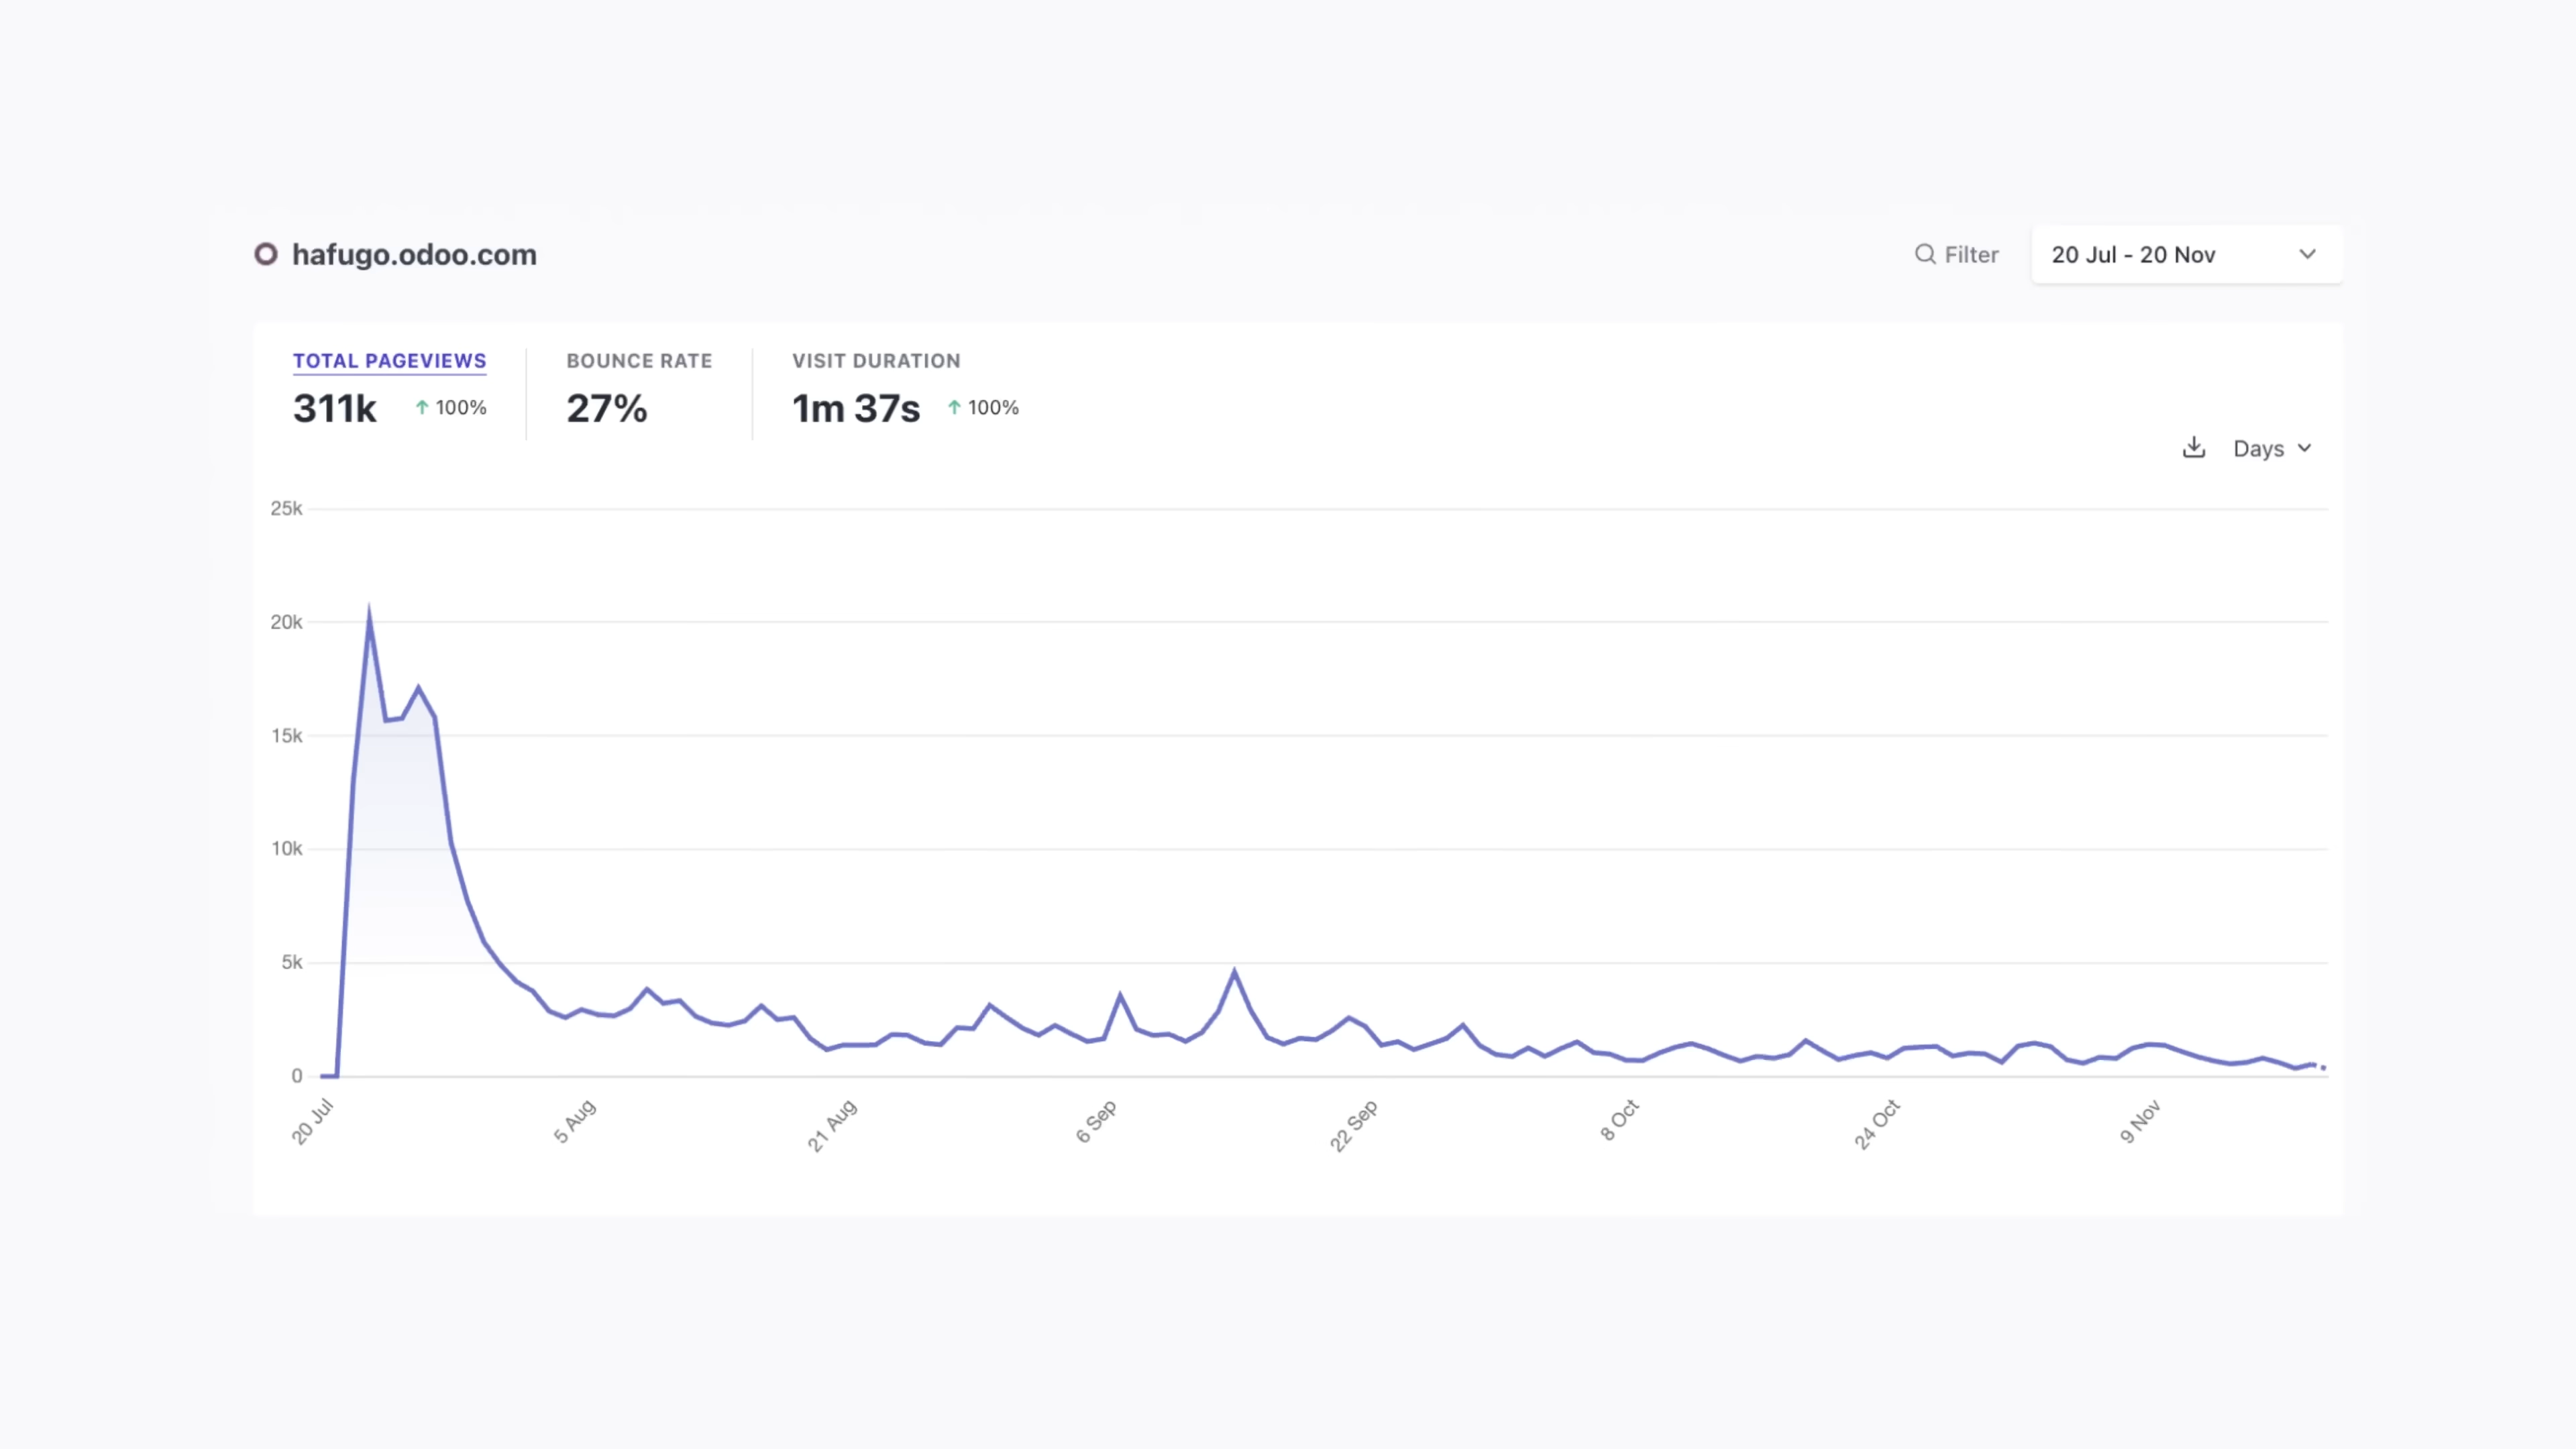 hafugo.odoo.com
Filter
20 Jul - 20 Nov
TOTAL PAGEVIEWS
311k
100%
BOUNCE RATE
27%
VISIT DURATION
1m 37s
100%
Days
25k
20k
15k
10k
5k
0
20 Jul
5 Aug
21 Aug
6 Sep
22 Sep
8 Oct
24 Oct
9 Nov